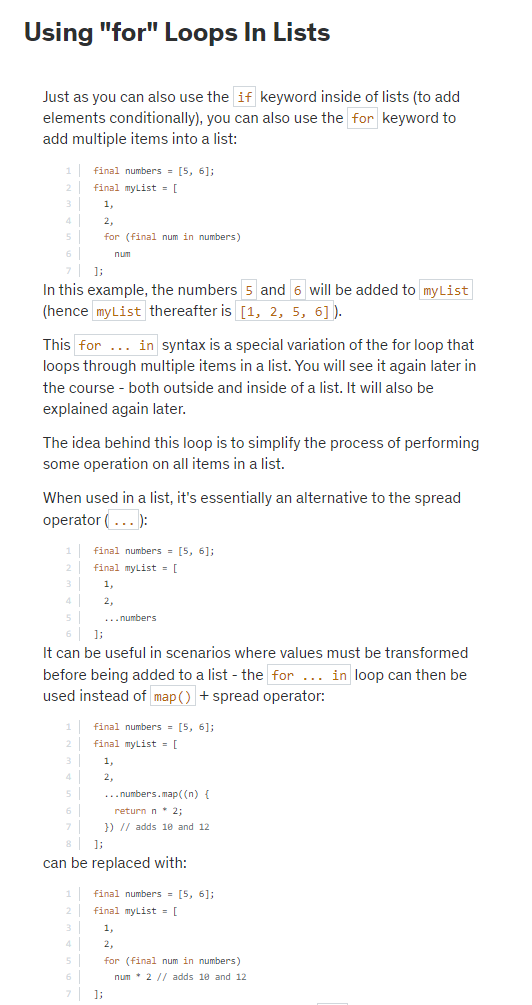 Using "for" Loops In Lists
Just as you can also use the if keyword inside of lists (to add
elements conditionally), you can also use the for keyword to
add multiple items into a list:
1 final numbers = [5, 6];
2 final myList = [
3 1,
4 2,
5 for (final num in numbers)
6 num
7 ];
In this example, the numbers 5 and 6 will be added to myList
(hence myList thereafter is [1, 2, 5, 6]).
This for ... in syntax is a special variation of the for loop that
loops through multiple items in a list. You will see it again later in
the course - both outside and inside of a list. It will also be
explained again later.
The idea behind this loop is to simplify the process of performing
some operation on all items in a list.
When used in a list, it's essentially an alternative to the spread
operator (...):
1 final numbers = [5, 6];
2 final myList = [
3 1,
4 2,
5 ...numbers
6 ];
It can be useful in scenarios where values must be transformed
before being added to a list - the for ... in loop can then be
used instead of map() + spread operator:
1 final numbers = [5, 6];
2 final myList = [
3 1,
4 2,
5 ...numbers.map((n) {
6 return n * 2;
7 }) // adds 10 and 12
8 ];
can be replaced with:
1 final numbers = [5, 6];
2 final myList = [
3 1,
4 2,
5 for (final num in numbers)
6 num * 2 // adds 10 and 12
7 ];